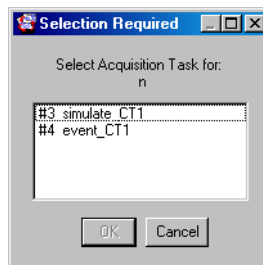 Selection Required
Select Acquisition Task for:
n
#3 simulate_CT1
#4 event_CT1
OK
Cancel